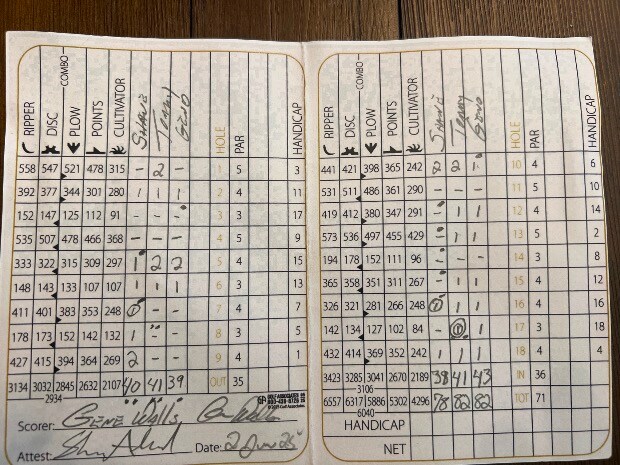 RIPPER DISC COMBO PLOW POINTS CULTIVATOR SHANE TERRY GENO HOLE PAR HANDICAP
558 547 521 478 315 - 2 - 1 5 3
392 377 344 301 280 1 1 1 2 4 11
152 147 125 112 91 - - - 3 3 17
535 507 478 466 368 - - - 4 5 9
333 322 315 309 297 1 2 2 5 4 15
148 143 133 107 107 1 1 1 6 3 13
411 401 383 353 248 1 - - 7 4 7
178 173 152 142 132 1 - - 8 3 5
427 415 394 364 269 2 - - 9 4 1
3134 3032 2845 2632 2107 40 41 39 OUT 35
2934
Scorer: GENE Walls
Attest: Date: 2 Jun 25
RIPPER DISC COMBO PLOW POINTS CULTIVATOR SHANE TERRY GENO HOLE PAR HANDICAP
441 421 398 365 242 2 2 1 10 4 6
531 511 486 361 290 - - - 11 5 10
419 412 380 347 291 - 1 1 12 4 14
573 536 497 455 429 - 1 1 13 5 2
194 178 152 111 96 - - - 14 3 8
365 358 351 311 267 - 1 1 15 4 12
326 321 281 266 248 1 1 1 16 4 16
142 134 127 102 84 - 1 1 17 3 18
432 414 369 352 242 1 1 1 18 4 4
3423 3285 3041 2670 2189 38 41 43 IN 36
3106
6557 6317 5886 5302 4296 78 82 82 TOT 71
6040
HANDICAP
NET